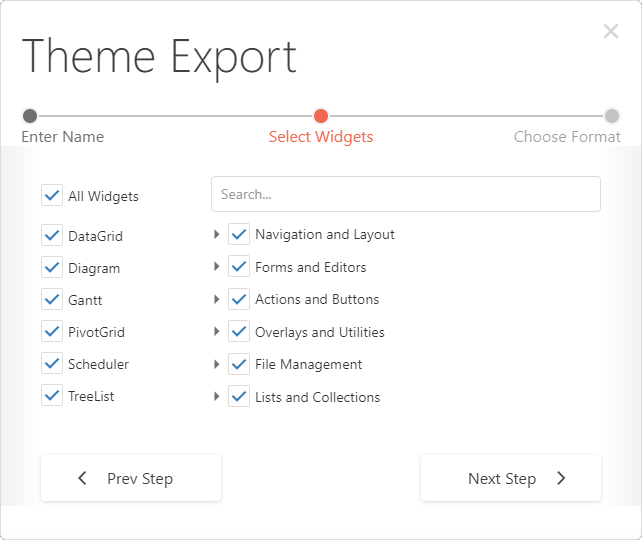 Theme Export
Enter Name
Select Widgets
Choose Format
All Widgets
DataGrid
Diagram
Gantt
PivotGrid
Scheduler
TreeList
Search...
Navigation and Layout
Forms and Editors
Actions and Buttons
Overlays and Utilities
File Management
Lists and Collections
Prev Step
Next Step